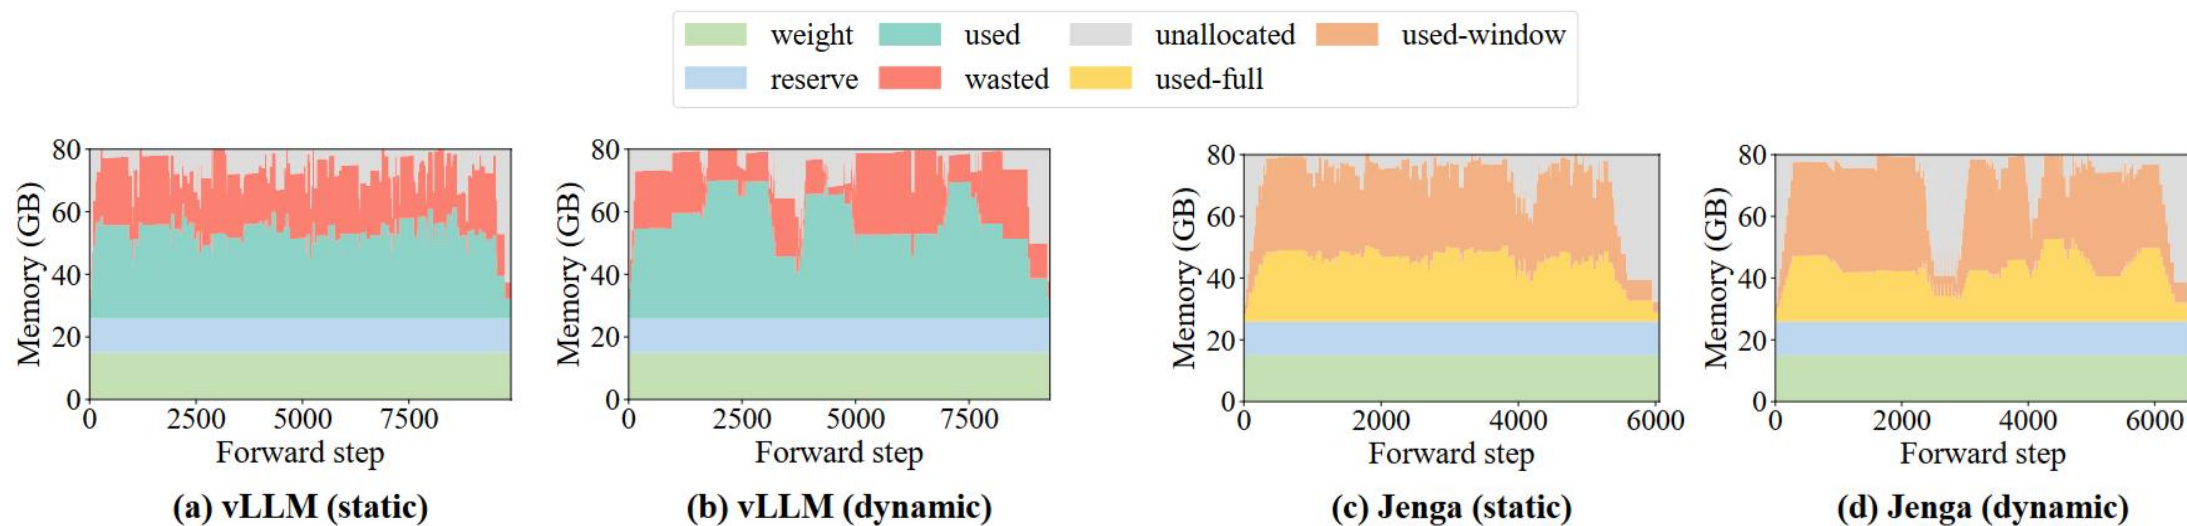 weight used unallocated used-window
reserve wasted used-full
Memory (GB)
80
60
40
20
0
0 2500 5000 7500
Forward step
(a) vLLM (static)
Memory (GB)
80
60
40
20
0
0 2500 5000 7500
Forward step
(b) vLLM (dynamic)
Memory (GB)
80
60
40
20
0
0 2000 4000 6000
Forward step
(c) Jenga (static)
Memory (GB)
80
60
40
20
0
0 2000 4000 6000
Forward step
(d) Jenga (dynamic)